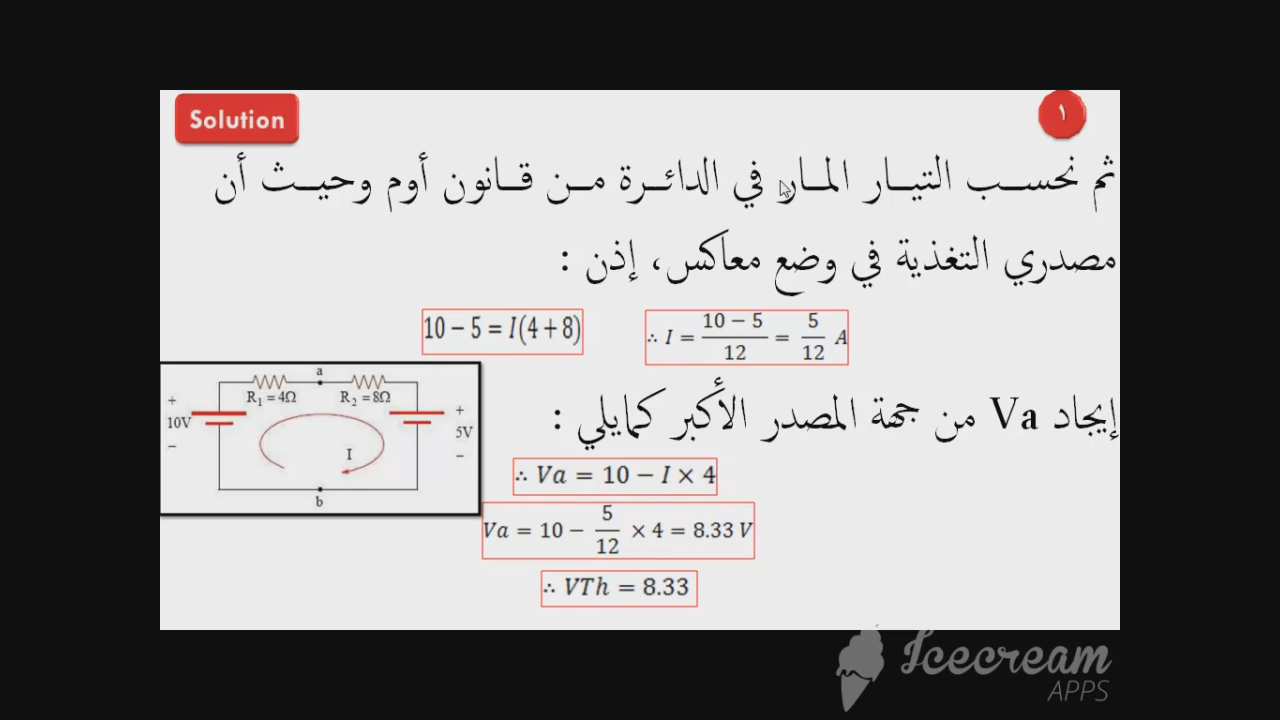 Solution
١
ثم نحسب التيار المار في الدائرة من قانون أوم وحيث أن
مصدري التغذية في وضع معاكس، إذن :
10 − 5 = I(4 + 8)
∴ I = (10 − 5)/12 = 5/12 A
a
R₁ = 4Ω
R₂ = 8Ω
+
10V
−
+
5V
−
I
b
إيجاد Va من جهة المصدر الأكبر كمايلي :
∴ Va = 10 − I × 4
Va = 10 − 5/12 × 4 = 8.33 V
∴ VTh = 8.33
Icecream
APPS